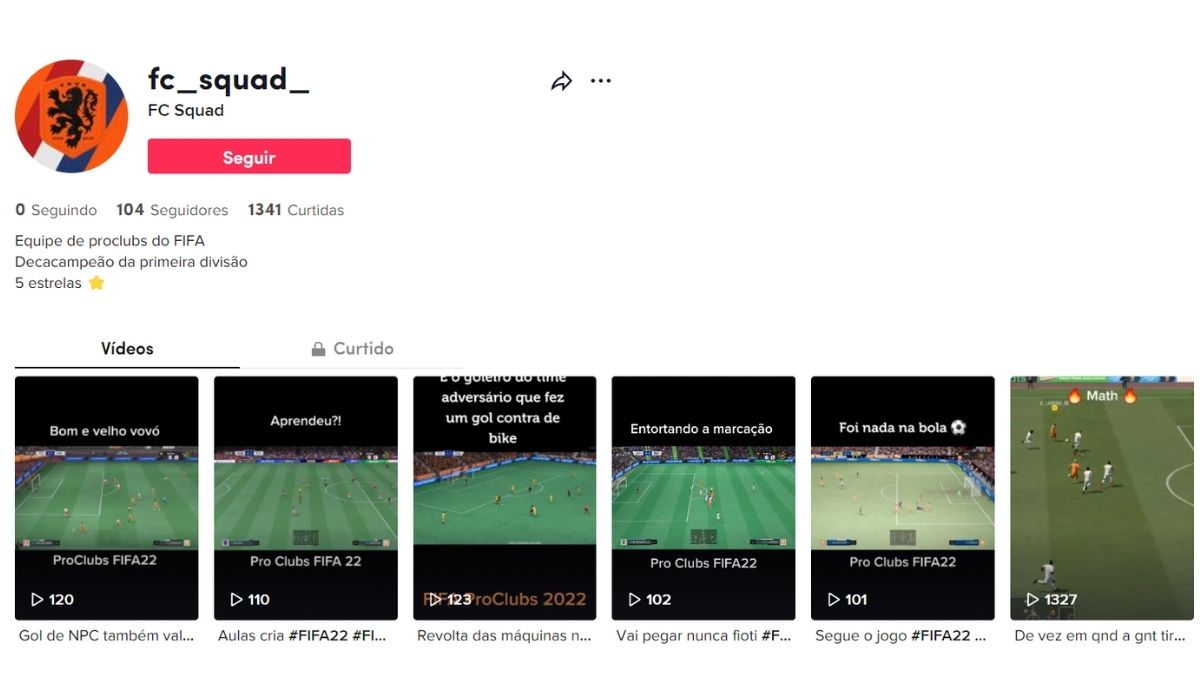 fc_squad_
FC Squad
Seguir
0 Seguindo 104 Seguidores 1341 Curtidas
Equipe de proclubs do FIFA
Decacampeão da primeira divisão
5 estrelas ⭐
Vídeos
Curtido
Bom e velho vovó
ProClubs FIFA22
120
Gol de NPC também val...
Aprendeu?!
Pro Clubs FIFA 22
110
Aulas cria #FIFA22 #FI...
E o goleiro do time
adversário que fez
um gol contra de
bike
FIFA ProClubs 2022
123
Revolta das máquinas n...
Entortando a marcação
Pro Clubs FIFA22
102
Vai pegar nunca fioti #F...
Foi nada na bola ⚽
Pro Clubs FIFA22
101
Segue o jogo #FIFA22 ...
🔥 Math 🔥
1327
De vez em qnd a gnt tir...